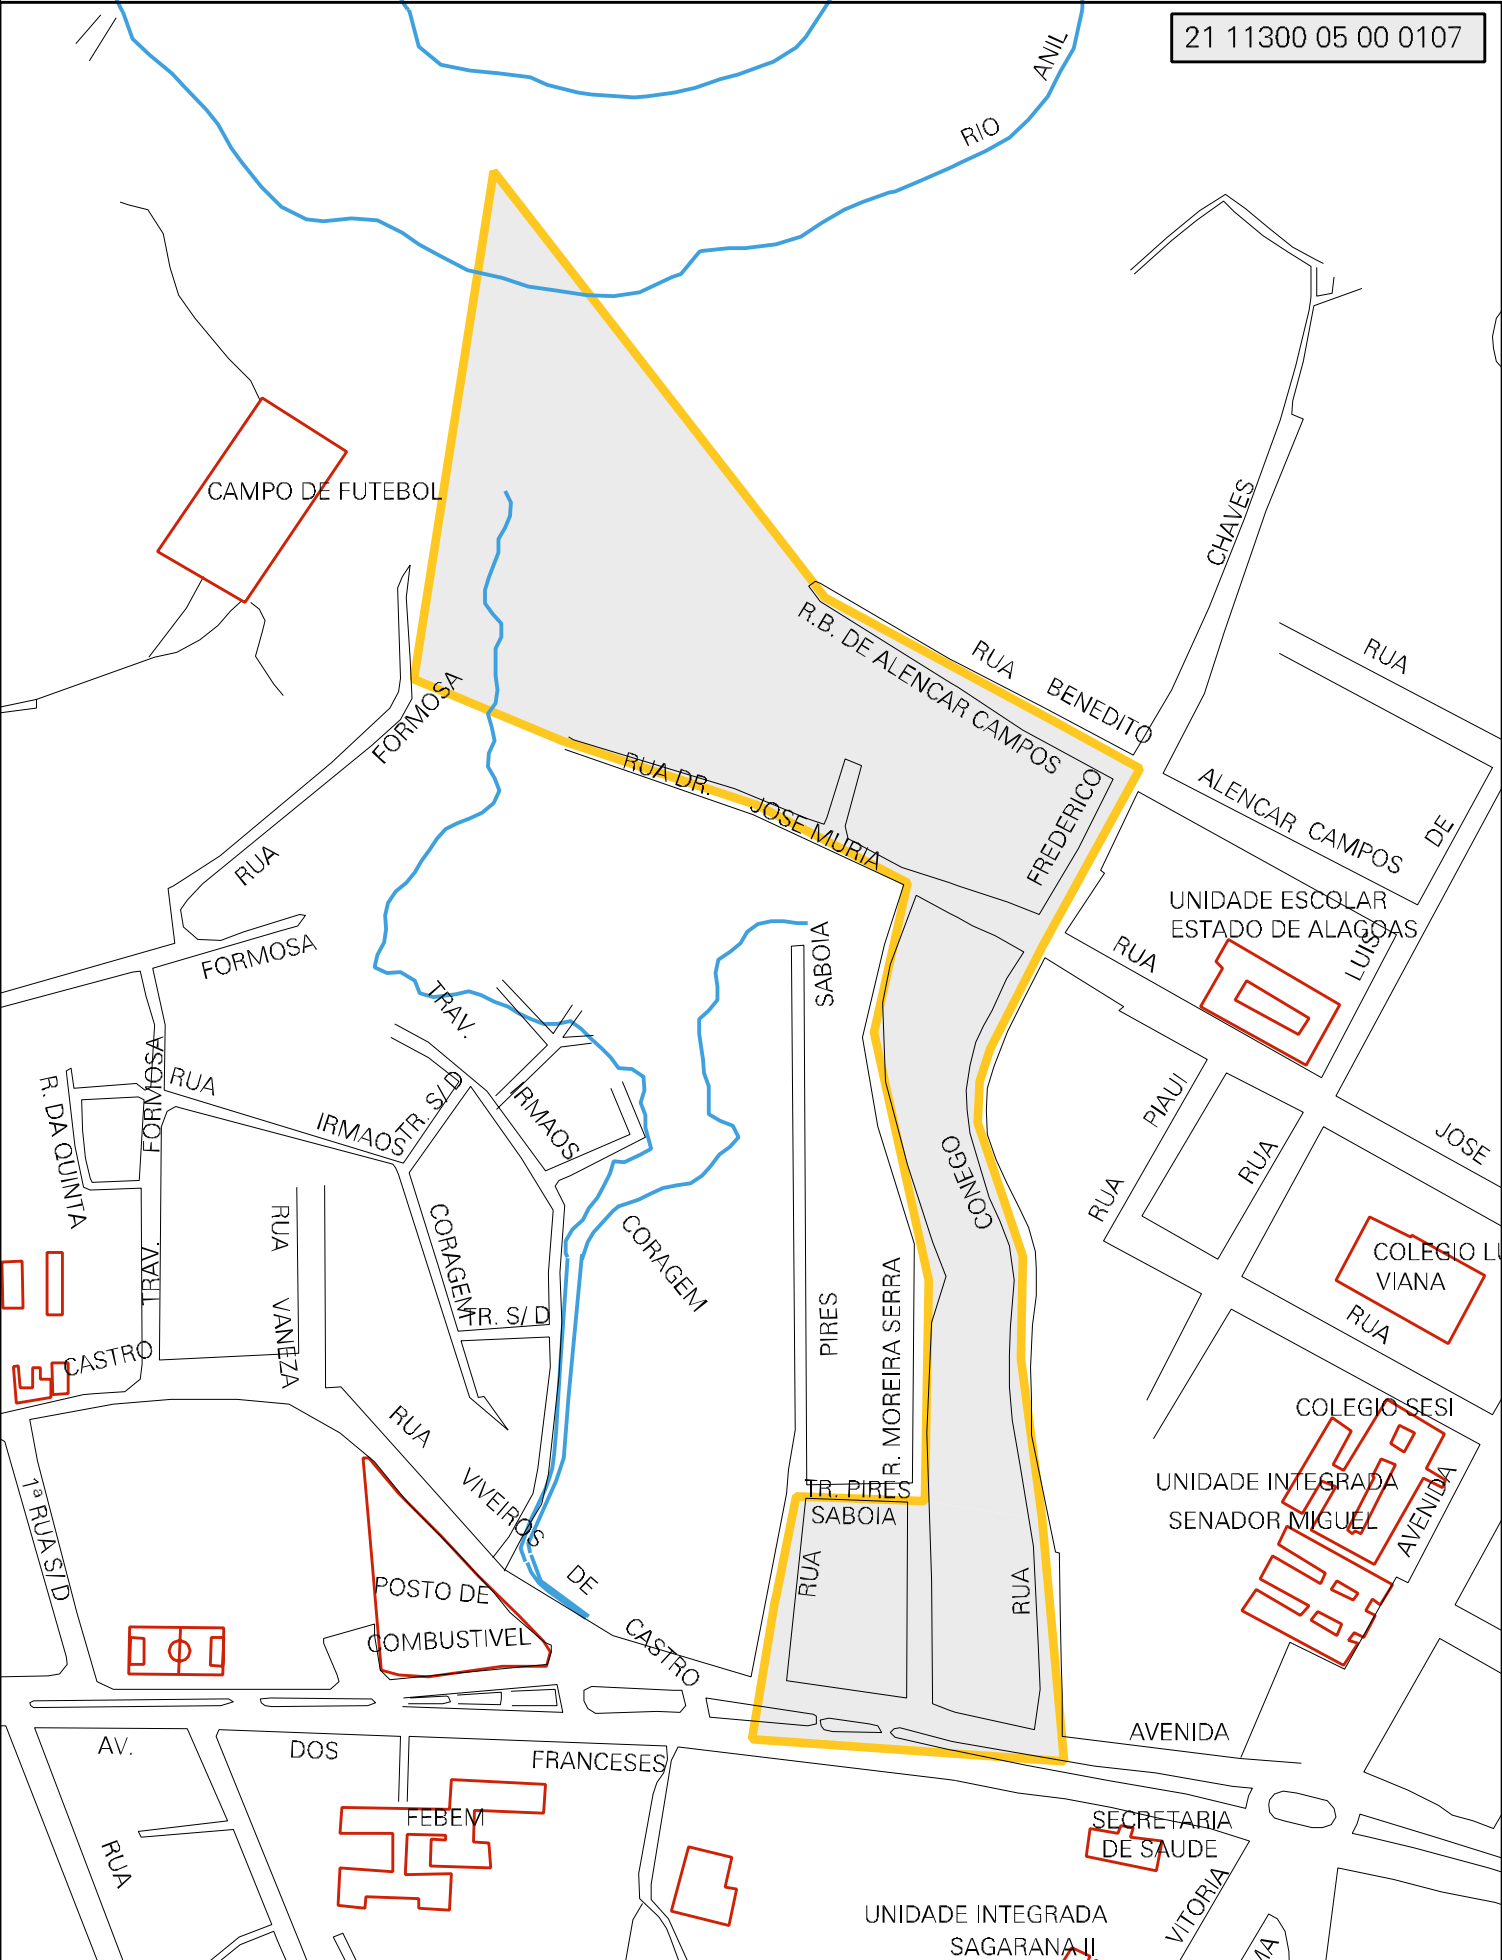 21 11300 05 00 0107
ANIL
RIO
CAMPO DE FUTEBOL
CHAVES
R.B. DE ALENCAR CAMPOS
RUA
BENEDITO
RUA
FORMOSA
RUA DR.
JOSE MURIA
FREDERICO
ALENCAR CAMPOS
DE
RUA
UNIDADE ESCOLAR
ESTADO DE ALAGOAS
LUIS
RUA
FORMOSA
SABOIA
TRAV.
FORMOSA
RUA
IRMAOS
TR. S/D
IRMAOS
R. DA QUINTA
PIAUI
RUA
RUA
JOSE
CONEGO
CORAGEM
CORAGEM
RUA
VANEZA
TRAV.
TR. S/D
PIRES
R. MOREIRA SERRA
COLEGIO LU
VIANA
RUA
CASTRO
COLEGIO SESI
RUA
VIVEIROS
DE
CASTRO
TR. PIRES
SABOIA
UNIDADE INTEGRADA
SENADOR MIGUEL
AVENIDA
1ª RUA S/D
RUA
RUA
POSTO DE
COMBUSTIVEL
AV.
DOS
FRANCESES
AVENIDA
FEBEM
SECRETARIA
DE SAUDE
RUA
VITORIA
UNIDADE INTEGRADA
SAGARANA II
MA